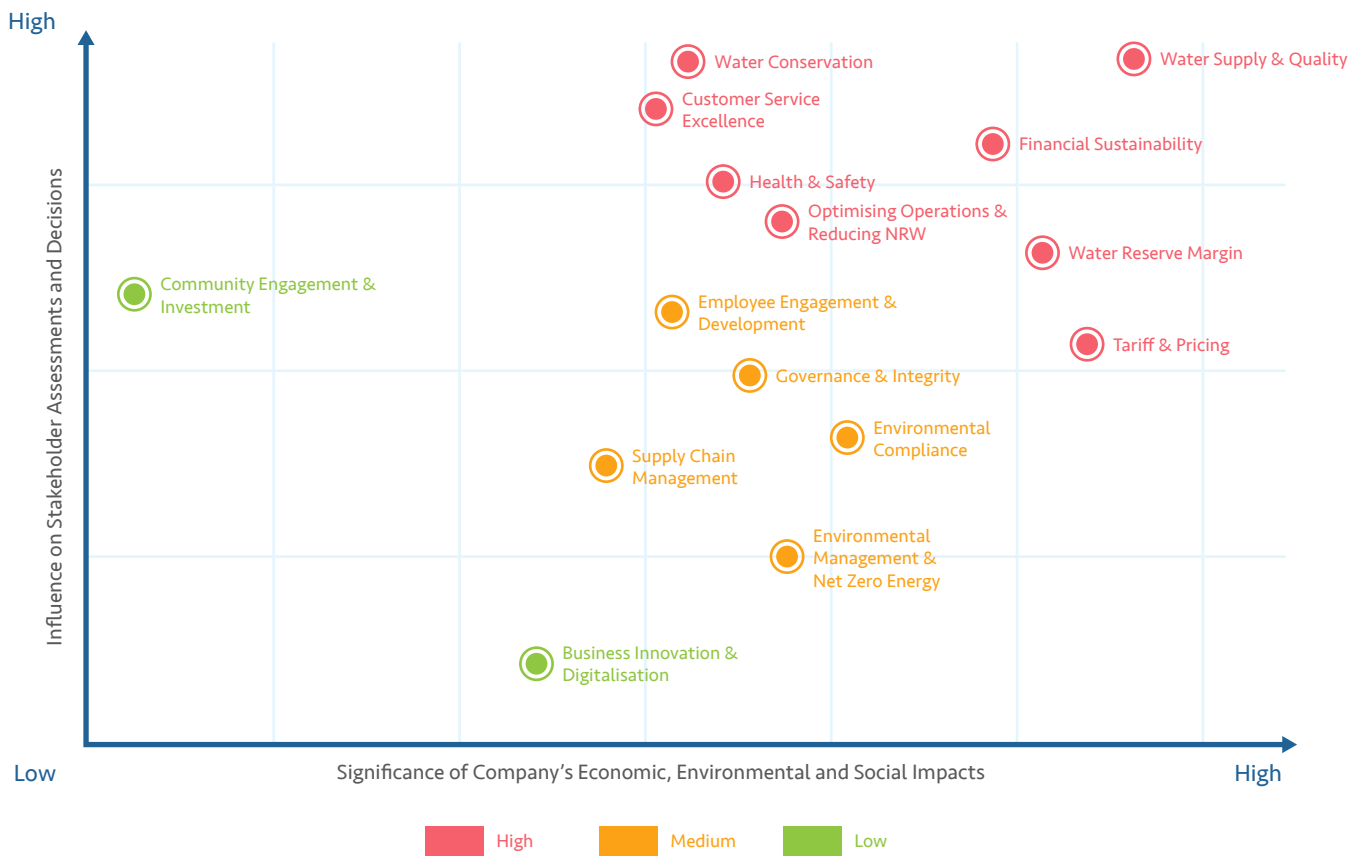 High
Water Conservation
Water Supply & Quality
Customer Service
Excellence
Financial Sustainability
Health & Safety
Optimising Operations &
Reducing NRW
Water Reserve Margin
Community Engagement &
Investment
Employee Engagement &
Development
Tariff & Pricing
Governance & Integrity
Environmental
Compliance
Supply Chain
Management
Environmental
Management &
Net Zero Energy
Business Innovation &
Digitalisation
Influence on Stakeholder Assessments and Decisions
Low
Significance of Company’s Economic, Environmental and Social Impacts
High
High
Medium
Low